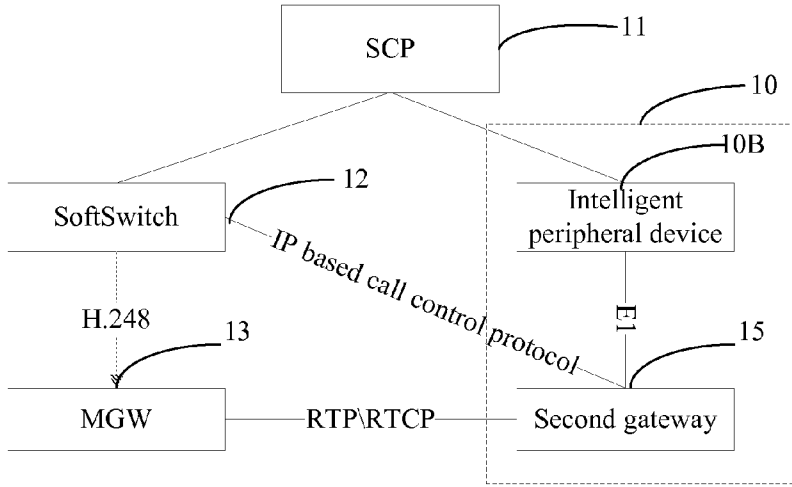 SCP
11
10
10B
12
SoftSwitch
Intelligent
peripheral device
IP based call control protocol
H.248
E1
13
15
MGW
RTP\RTCP
Second gateway